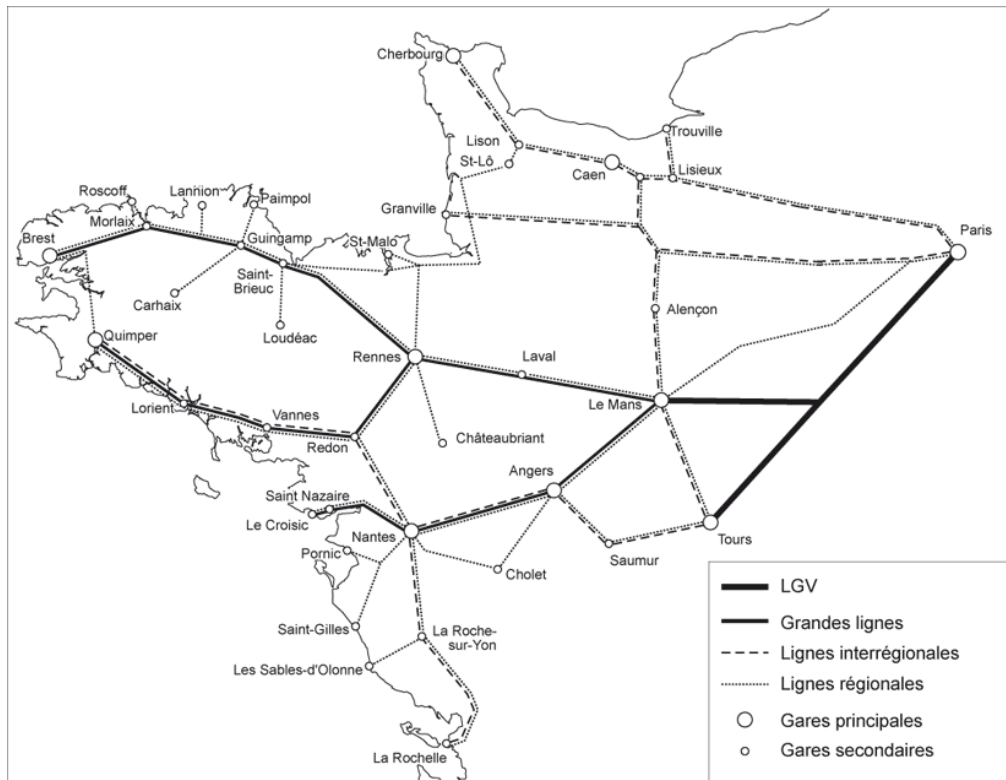 Cherbourg
Trouville
Lison
St-Lô
Caen
Lisieux
Roscoff
Lannion
Paimpol
Granville
Morlaix
Brest
Guingamp
St-Malo
Paris
Saint-
Brieuc
Carhaix
Alençon
Loudéac
Quimper
Rennes
Laval
Le Mans
Lorient
Vannes
Châteaubriant
Redon
Angers
Saint Nazaire
Le Croisic
Nantes
Tours
Pornic
Saumur
Cholet
LGV
Saint-Gilles
La Roche-
sur-Yon
Grandes lignes
Lignes interrégionales
Les Sables-d'Olonne
Lignes régionales
Gares principales
La Rochelle
Gares secondaires